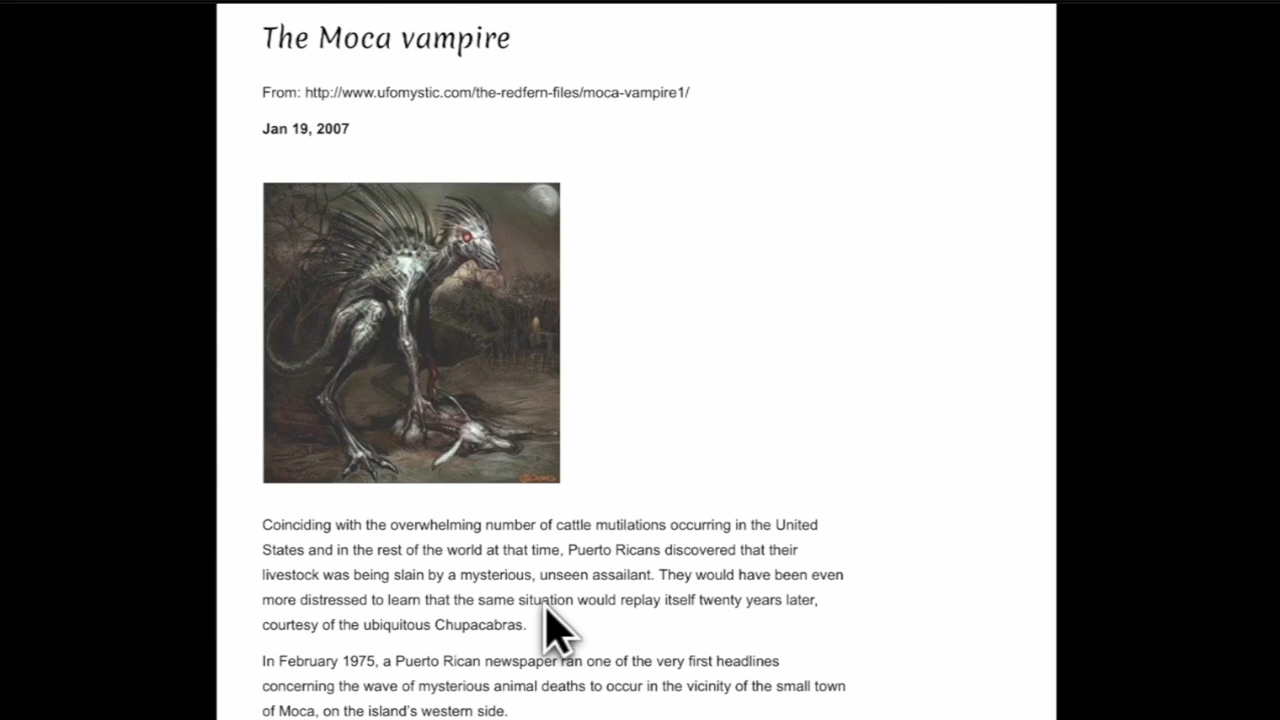 The Moca vampire
From: http://www.ufomystic.com/the-redfern-files/moca-vampire1/
Jan 19, 2007
Coinciding with the overwhelming number of cattle mutilations occurring in the United
States and in the rest of the world at that time, Puerto Ricans discovered that their
livestock was being slain by a mysterious, unseen assailant. They would have been even
more distressed to learn that the same situation would replay itself twenty years later,
courtesy of the ubiquitous Chupacabras.
In February 1975, a Puerto Rican newspaper ran one of the very first headlines
concerning the wave of mysterious animal deaths to occur in the vicinity of the small town
of Moca, on the island's western side.